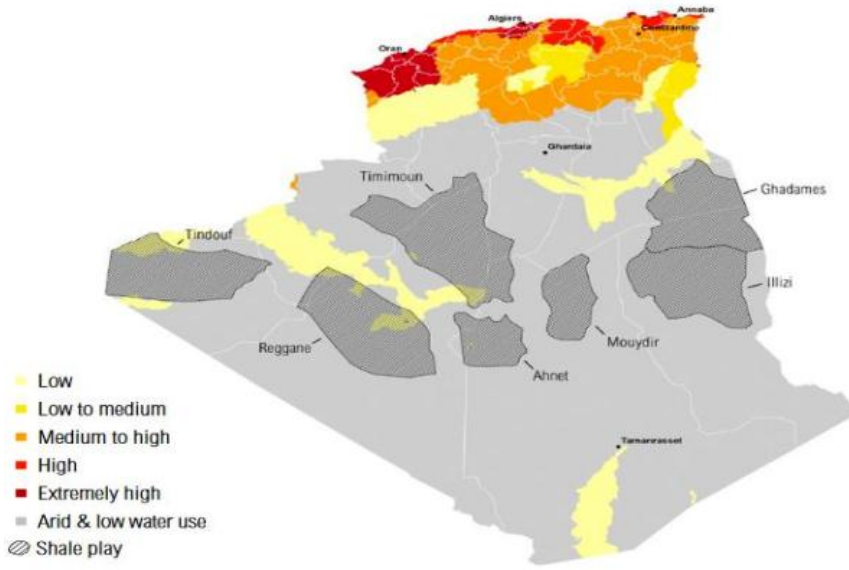 Annaba
Algiers
Constantine
Oran
Ghardaia
Timimoun
Ghadames
Tindouf
Illizi
Reggane
Mouydir
Ahnet
Low
Low to medium
Medium to high
High
Extremely high
Arid & low water use
Shale play
Tamanrasset